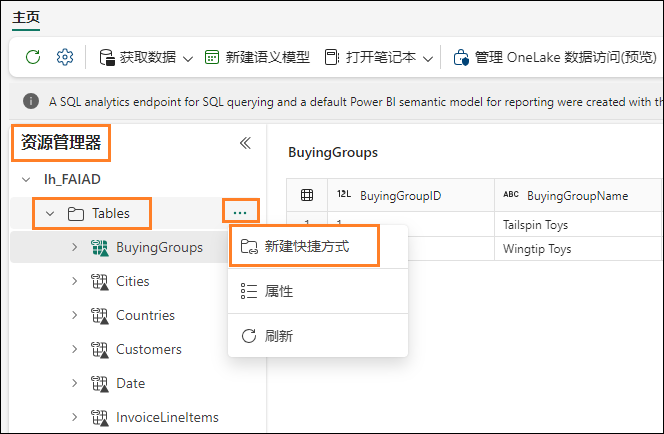 主页
获取数据 新建语义模型 打开笔记本 管理 OneLake 数据访问(预览)
A SQL analytics endpoint for SQL querying and a default Power BI semantic model for reporting were created with th
资源管理器
lh_FAIAD
Tables
BuyingGroups
Cities
Countries
Customers
Date
InvoiceLineItems
新建快捷方式
属性
刷新
BuyingGroups
12L BuyingGroupID ABC BuyingGroupName
1 1 Tailspin Toys
Wingtip Toys